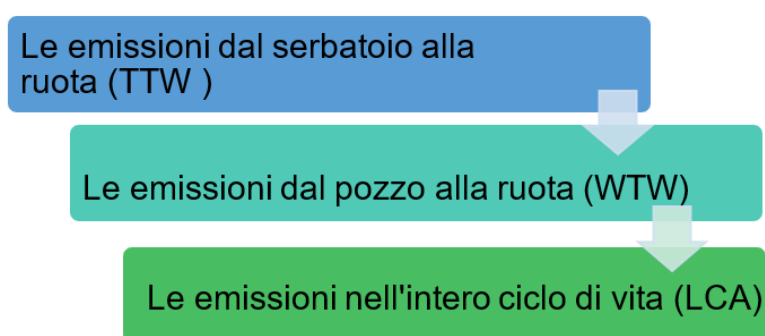 Le emissioni dal serbatoio alla
ruota (TTW )
Le emissioni dal pozzo alla ruota (WTW)
Le emissioni nell'intero ciclo di vita (LCA)